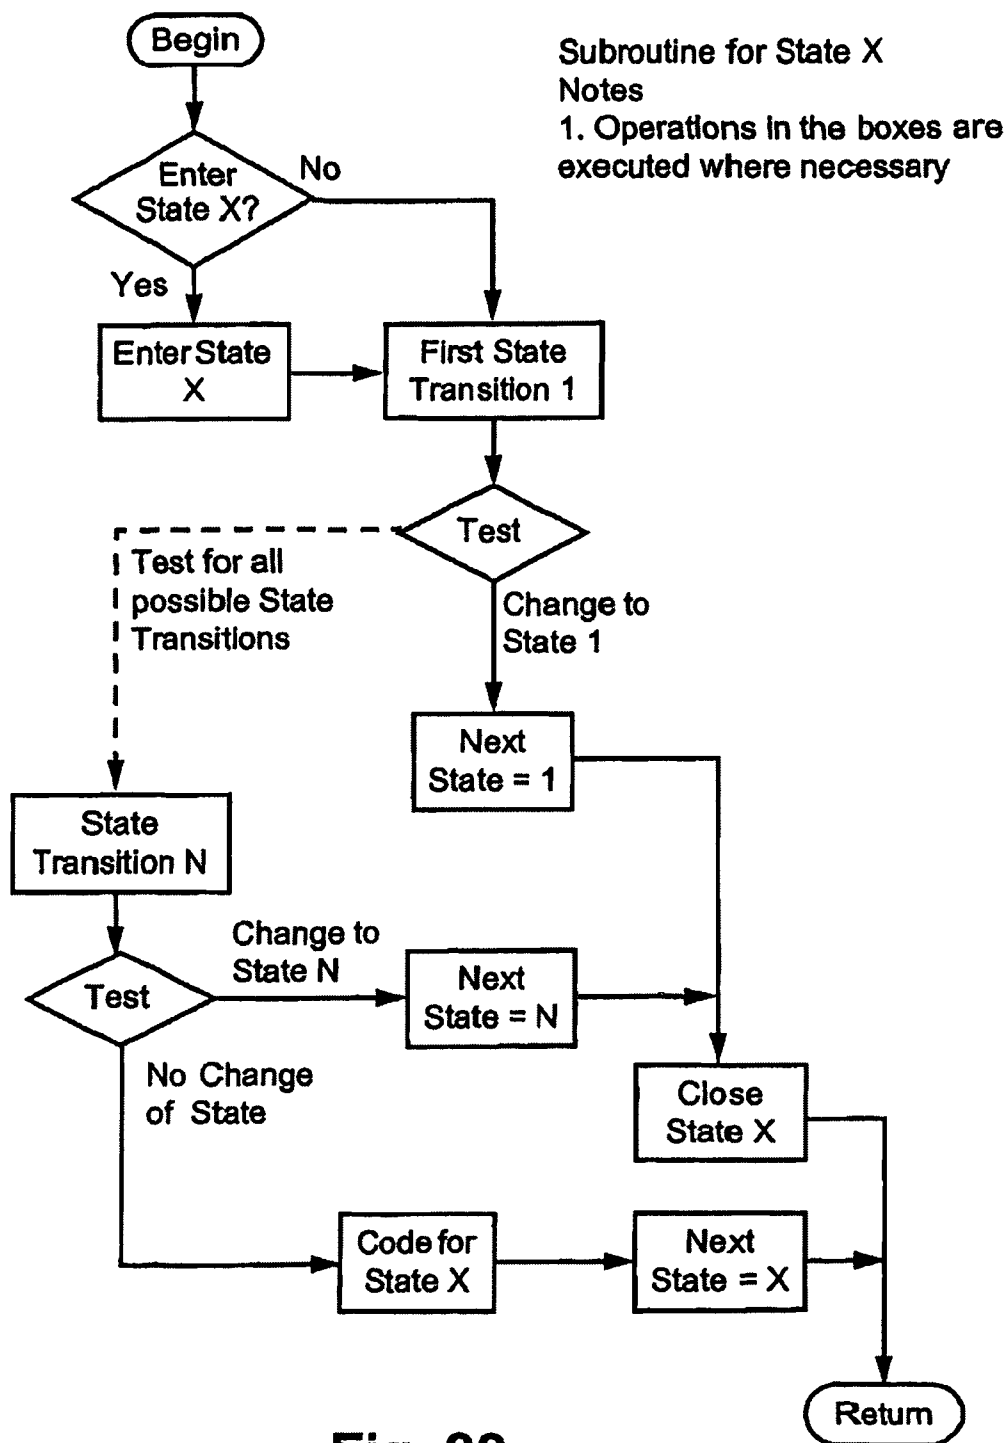 Begin
Subroutine for State X
Notes
1. Operations in the boxes are
executed where necessary
Enter
State X?
No
Yes
Enter State
X
First State
Transition 1
Test
Test for all
possible State
Transitions
Change to
State 1
Next
State = 1
State
Transition N
Change to
State N
Test
Next
State = N
No Change
of State
Close
State X
Code for
State X
Next
State = X
Return